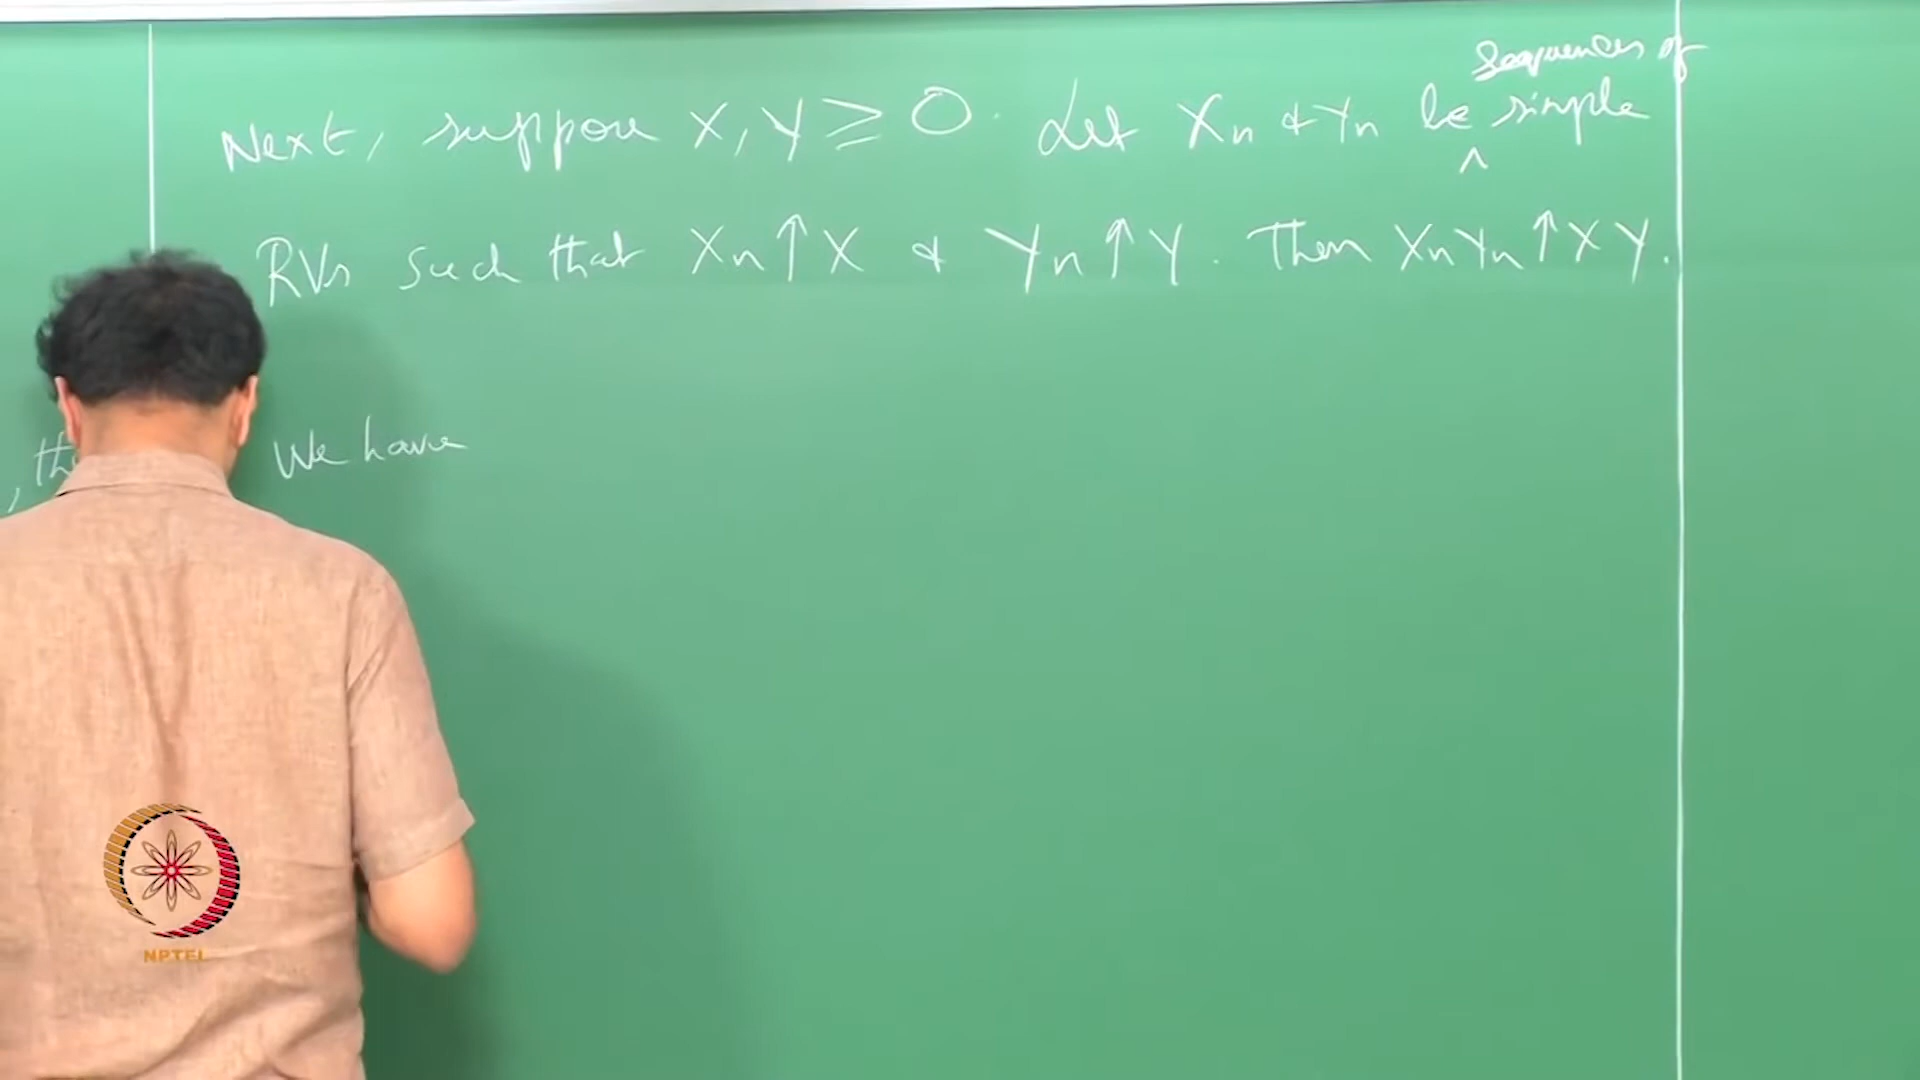 Next, suppose X, Y ≥ 0. Let Xn & Yn be ^ sequences of simple
RVs such that Xn ↑ X & Yn ↑ Y. Then XnYn ↑ XY.
We have
NPTEL